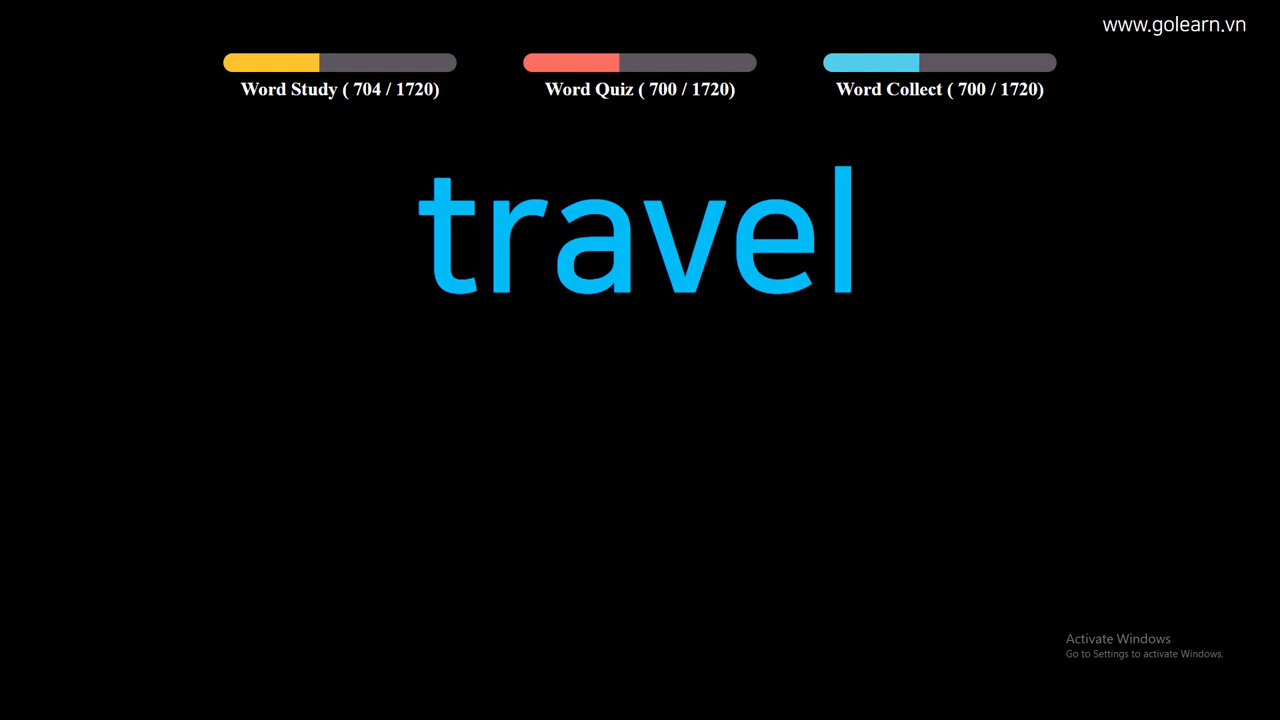 www.golearn.vn
Word Study ( 704 / 1720)
Word Quiz ( 700 / 1720)
Word Collect ( 700 / 1720)
travel
Activate Windows
Go to Settings to activate Windows.